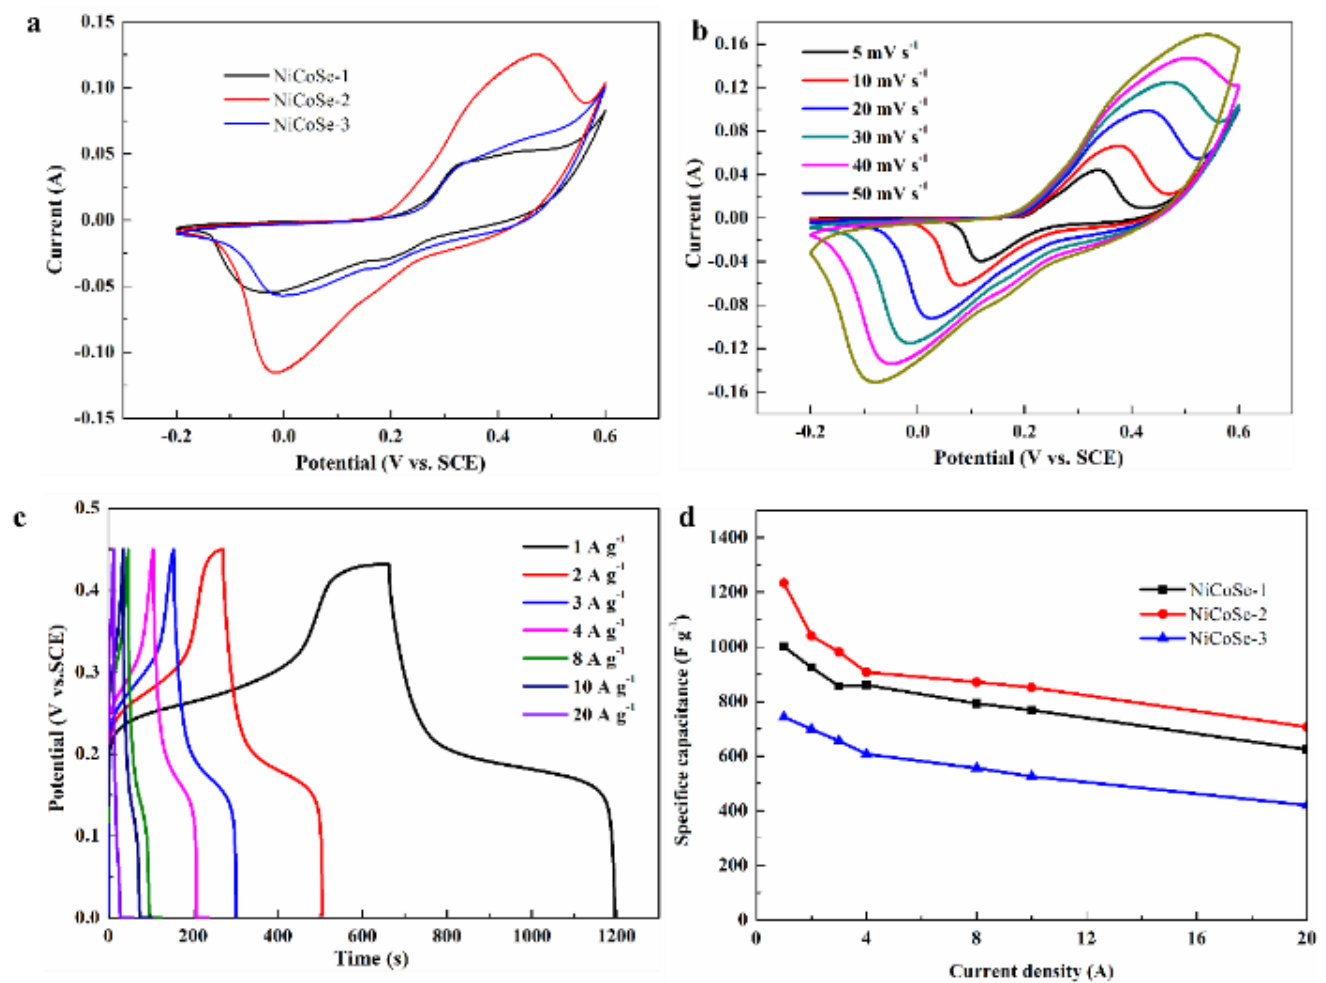 a
0.15
0.10
0.05
0.00
-0.05
-0.10
-0.15
Current (A)
NiCoSe-1
NiCoSe-2
NiCoSe-3
-0.2 0.0 0.2 0.4 0.6
Potential (V vs. SCE)
b
0.16
0.12
0.08
0.04
0.00
-0.04
-0.08
-0.12
-0.16
Current (A)
5 mV s⁻¹
10 mV s⁻¹
20 mV s⁻¹
30 mV s⁻¹
40 mV s⁻¹
50 mV s⁻¹
-0.2 0.0 0.2 0.4 0.6
Potential (V vs. SCE)
c
0.5
0.4
0.3
0.2
0.1
0.0
Potential (V vs.SCE)
1 A g⁻¹
2 A g⁻¹
3 A g⁻¹
4 A g⁻¹
8 A g⁻¹
10 A g⁻¹
20 A g⁻¹
0 200 400 600 800 1000 1200
Time (s)
d
1400
1200
1000
800
600
400
200
0
Specifice capacitance (F g⁻¹)
NiCoSe-1
NiCoSe-2
NiCoSe-3
0 4 8 12 16 20
Current density (A)